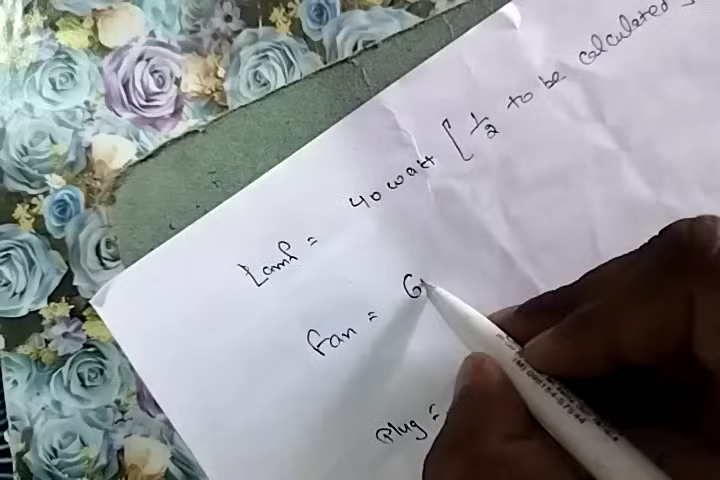 Lamp = 40 watt [ 1/2 to be calculated]
Fan = 6
Plug =